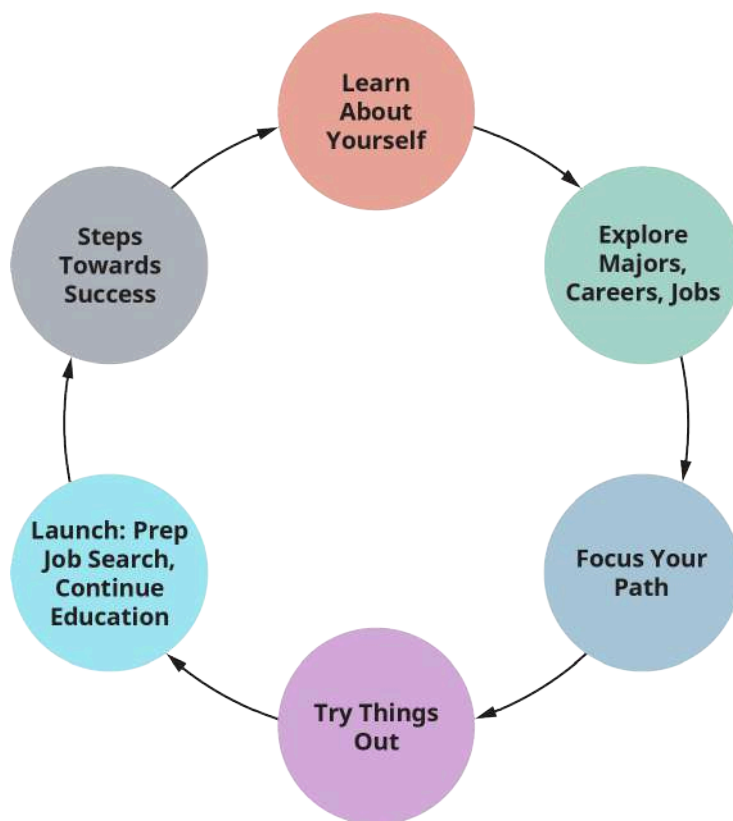 Learn
About
Yourself
Explore
Majors,
Careers, Jobs
Focus Your
Path
Try Things
Out
Launch: Prep
Job Search,
Continue
Education
Steps
Towards
Success